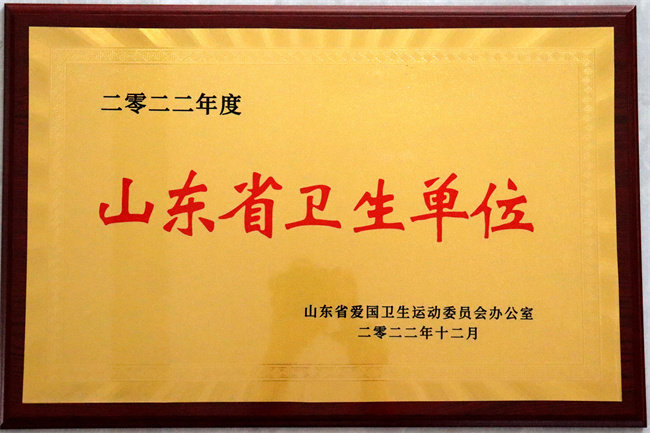 二零二二年度
山东省卫生单位
山东省爱国卫生运动委员会办公室
二零二二年十二月